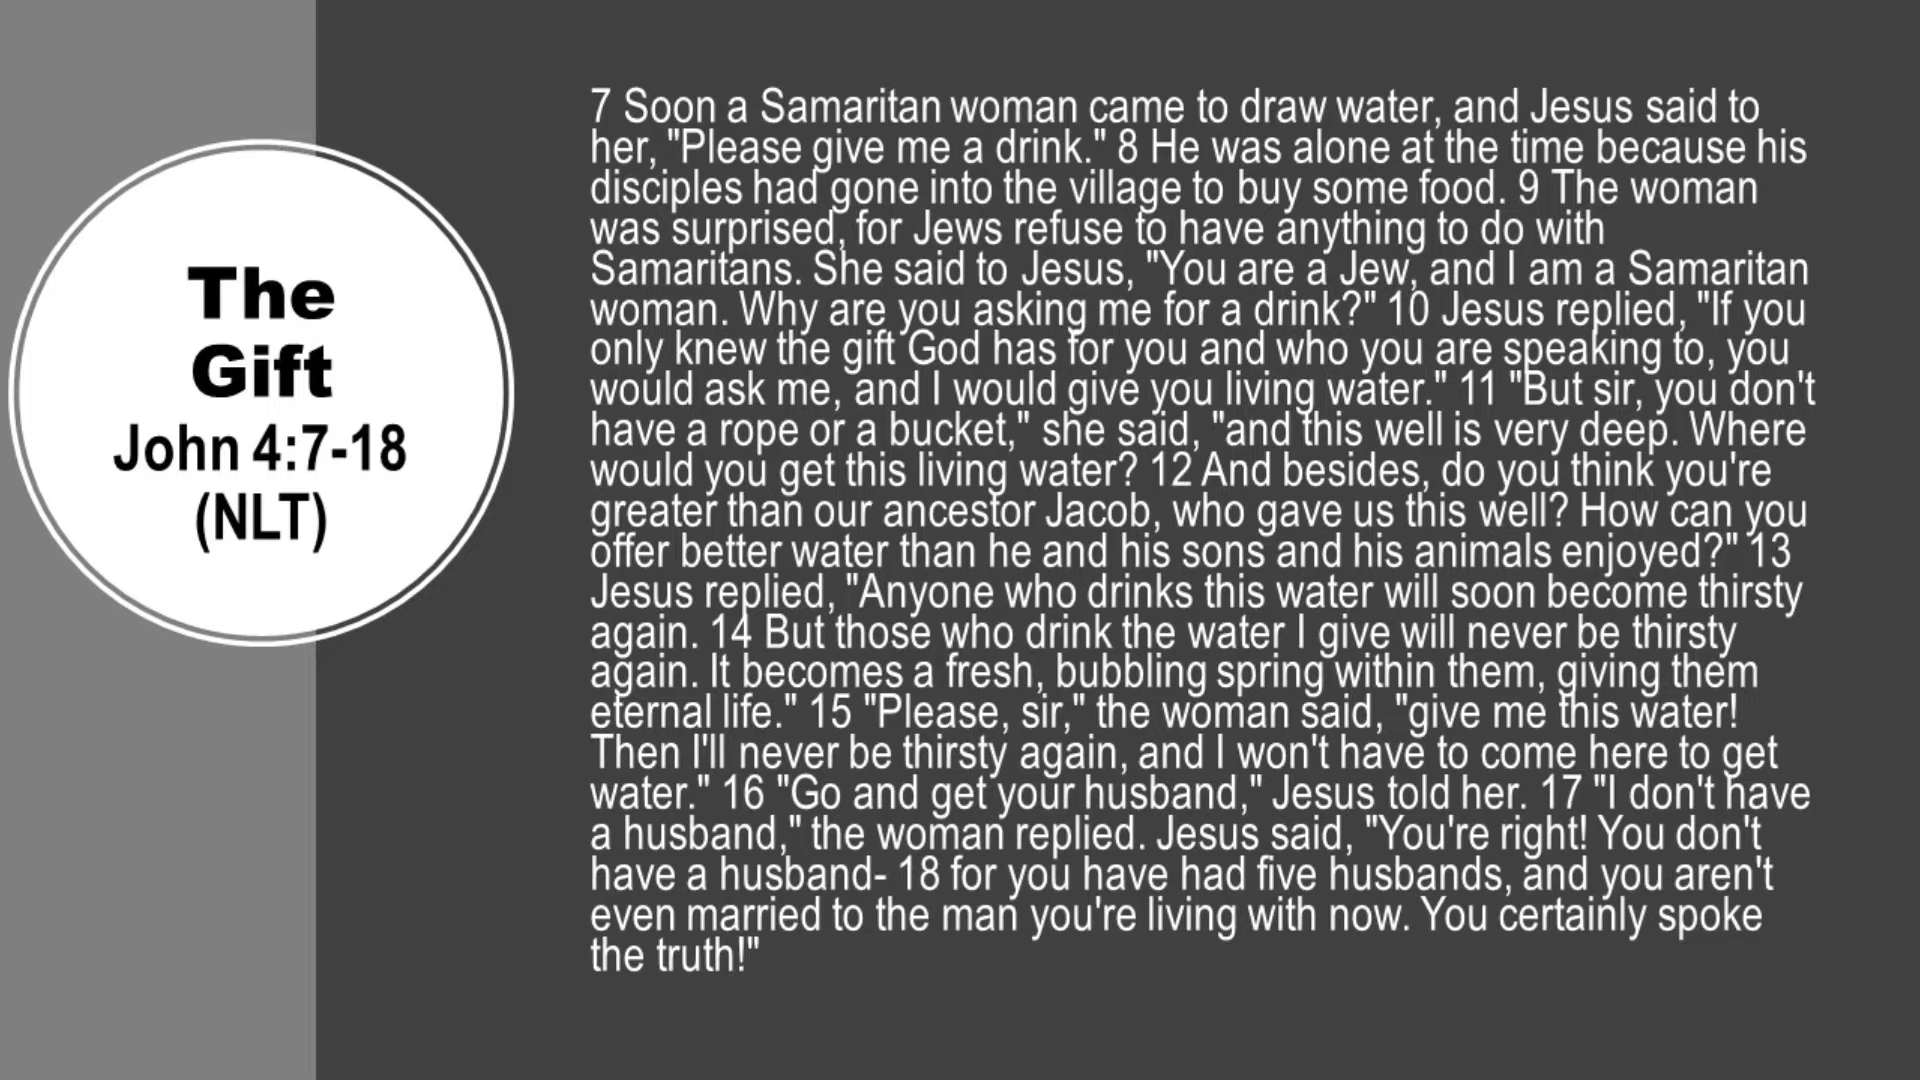 The
Gift
John 4:7-18
(NLT)
7 Soon a Samaritan woman came to draw water, and Jesus said to
her, "Please give me a drink." 8 He was alone at the time because his
disciples had gone into the village to buy some food. 9 The woman
was surprised, for Jews refuse to have anything to do with
Samaritans. She said to Jesus, "You are a Jew, and I am a Samaritan
woman. Why are you asking me for a drink?" 10 Jesus replied, "If you
only knew the gift God has for you and who you are speaking to, you
would ask me, and I would give you living water." 11 "But sir, you don't
have a rope or a bucket," she said, "and this well is very deep. Where
would you get this living water? 12 And besides, do you think you're
greater than our ancestor Jacob, who gave us this well? How can you
offer better water than he and his sons and his animals enjoyed?" 13
Jesus replied, "Anyone who drinks this water will soon become thirsty
again. 14 But those who drink the water I give will never be thirsty
again. It becomes a fresh, bubbling spring within them, giving them
eternal life." 15 "Please, sir," the woman said, "give me this water!
Then I'll never be thirsty again, and I won't have to come here to get
water." 16 "Go and get your husband," Jesus told her. 17 "I don't have
a husband," the woman replied. Jesus said, "You're right! You don't
have a husband- 18 for you have had five husbands, and you aren't
even married to the man you're living with now. You certainly spoke
the truth!"